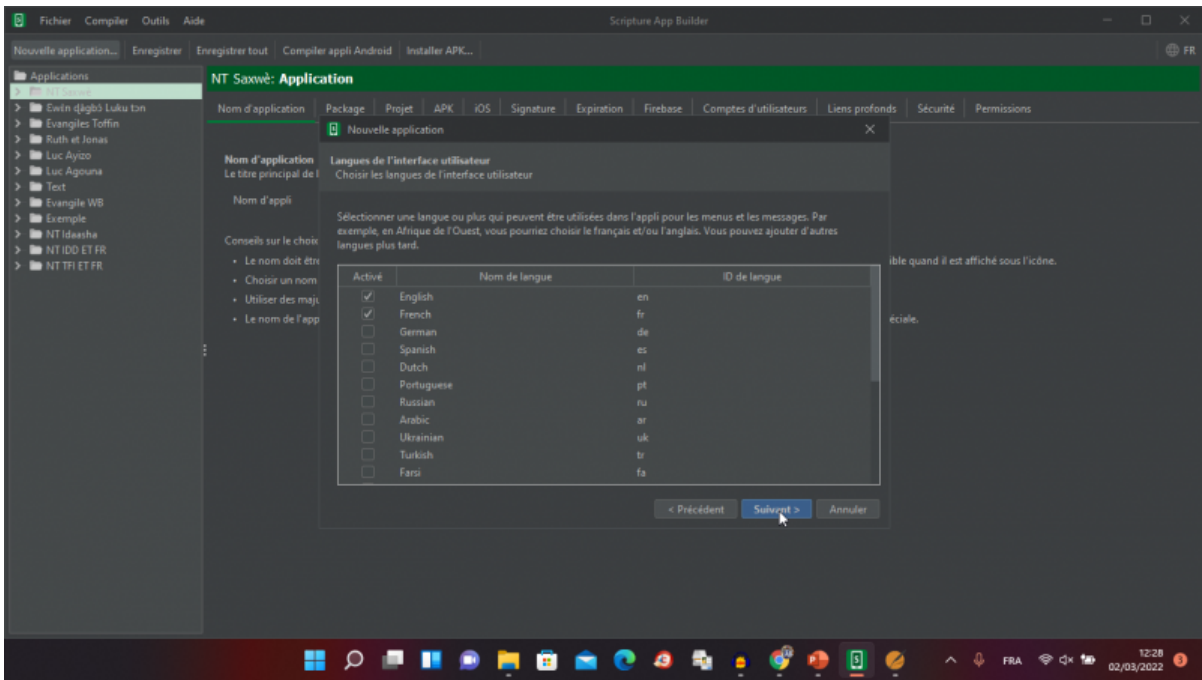 Fichier Compiler Outils Aide
Scripture App Builder
Nouvelle application... Enregistrer Enregistrer tout Compiler appli Android Installer APK...
FR
Applications
NT Saxwè
Ewìn ɖàgbɔ̀ Luku tɔn
Evangiles Toffin
Ruth et Jonas
Luc Ayizo
Luc Agouna
Text
Evangile WB
Exemple
NT Idaasha
NT IDD ET FR
NT TFI ET FR
NT Saxwè: Application
Nom d'application Package Projet APK iOS Signature Expiration Firebase Comptes d'utilisateurs Liens profonds Sécurité Permissions
Nom d'application
Le titre principal de l
Nom d'appli
Conseils sur le choix
• Le nom doit êtr
• Choisir un nom
• Utiliser des maju
• Le nom de l'app
ible quand il est affiché sous l'icône.
éciale.
Nouvelle application
Langues de l'interface utilisateur
Choisir les langues de l'interface utilisateur
Sélectionner une langue ou plus qui peuvent être utilisées dans l'appli pour les menus et les messages. Par
exemple, en Afrique de l'Ouest, vous pourriez choisir le français et/ou l'anglais. Vous pouvez ajouter d'autres
langues plus tard.
Activé Nom de langue ID de langue
English en
French fr
German de
Spanish es
Dutch nl
Portuguese pt
Russian ru
Arabic ar
Ukrainian uk
Turkish tr
Farsi fa
< Précédent Suivant > Annuler
FRA
12:28
02/03/2022
3